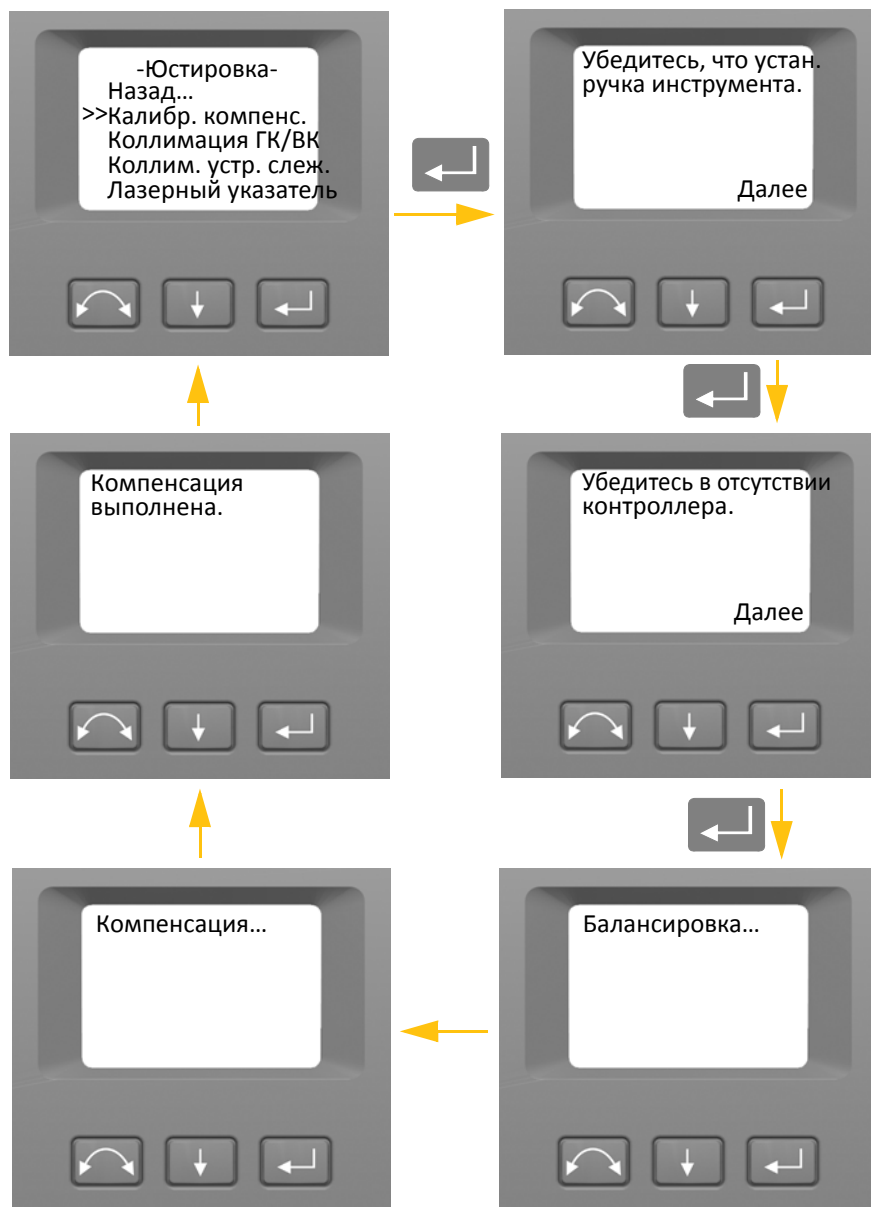 -Юстировка-
Назад...
>>Калибр. компенс.
Коллимация ГК/ВК
Коллим. устр. слеж.
Лазерный указатель
Убедитесь, что устан.
ручка инструмента.
Далее
Убедитесь в отсутствии
контроллера.
Далее
Балансировка...
Компенсация...
Компенсация
выполнена.